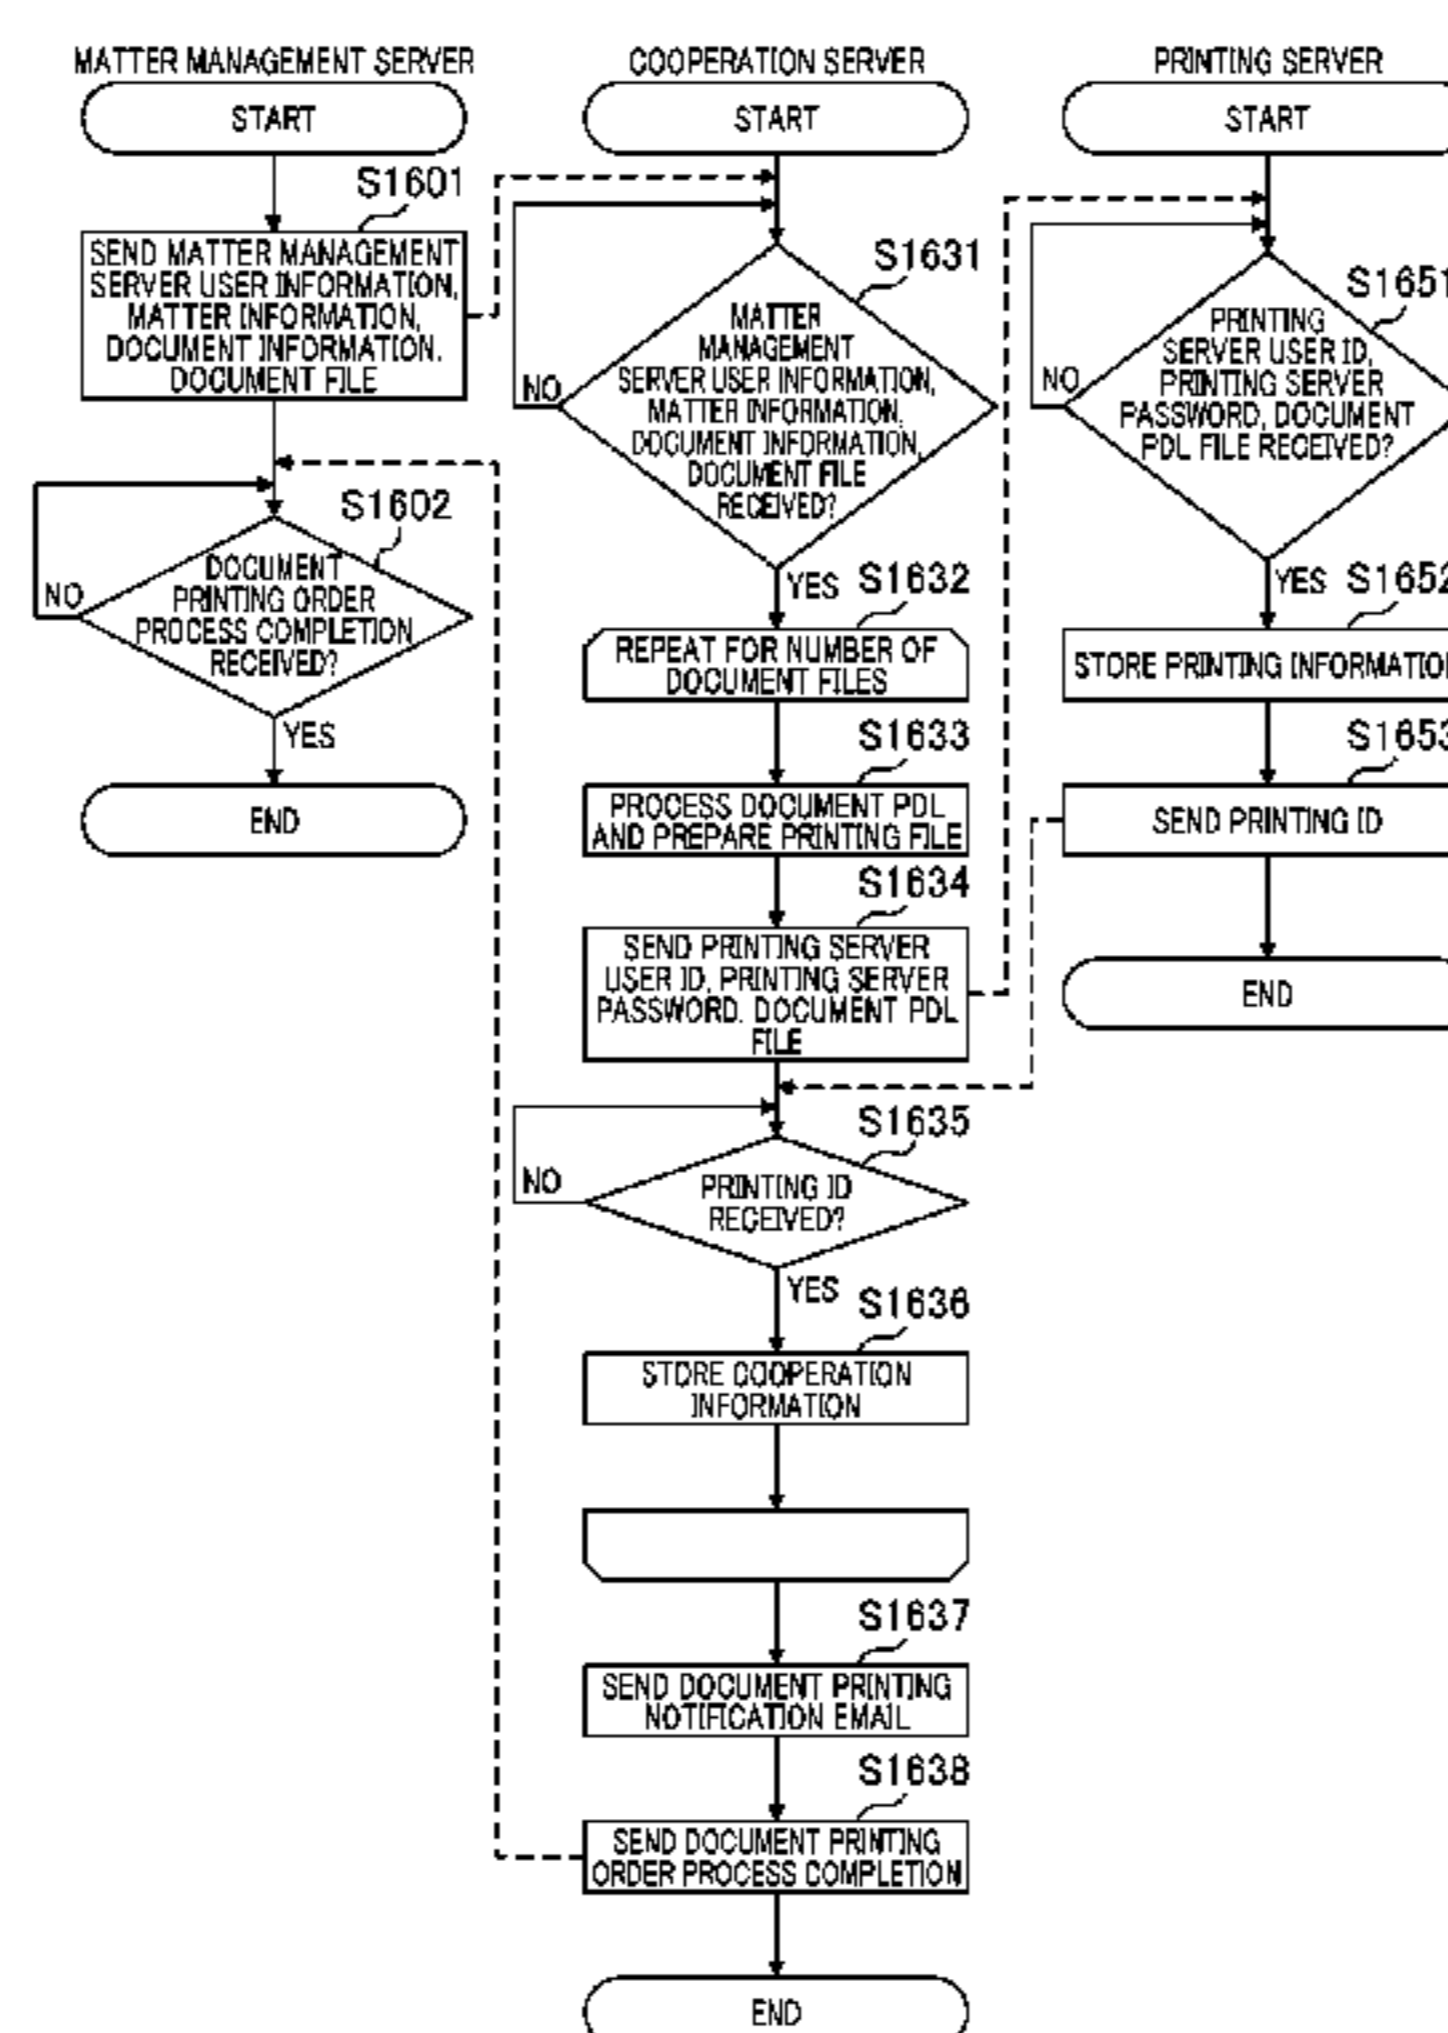 MATTER MANAGEMENT SERVER
START
S1601
SEND MATTER MANAGEMENT
SERVER USER INFORMATION,
MATTER INFORMATION,
DOCUMENT INFORMATION,
DOCUMENT FILE
S1602
DOCUMENT
PRINTING ORDER
PROCESS COMPLETION
RECEIVED?
NO
YES
END
COOPERATION SERVER
START
S1631
MATTER
MANAGEMENT
SERVER USER INFORMATION,
MATTER INFORMATION,
DOCUMENT INFORMATION,
DOCUMENT FILE
RECEIVED?
NO
YES
S1632
REPEAT FOR NUMBER OF
DOCUMENT FILES
S1633
PROCESS DOCUMENT PDL
AND PREPARE PRINTING FILE
S1634
SEND PRINTING SERVER
USER ID, PRINTING SERVER
PASSWORD, DOCUMENT PDL
FILE
S1635
PRINTING ID
RECEIVED?
NO
YES
S1636
STORE COOPERATION
INFORMATION
S1637
SEND DOCUMENT PRINTING
NOTIFICATION EMAIL
S1638
SEND DOCUMENT PRINTING
ORDER PROCESS COMPLETION
END
PRINTING SERVER
START
S1651
PRINTING
SERVER USER ID,
PRINTING SERVER
PASSWORD, DOCUMENT
PDL FILE RECEIVED?
NO
YES
S1652
STORE PRINTING INFORMATION
S1653
SEND PRINTING ID
END